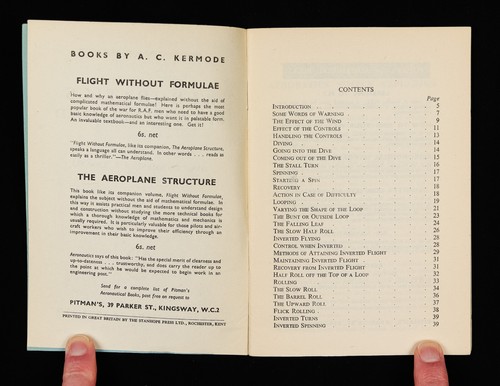 BOOKS BY A. C. KERMODE
FLIGHT WITHOUT FORMULAE
How and why an aeroplane flies—explained without the aid of
complicated mathematical formulae! Here is perhaps the most
popular book of the war for R.A.F. men who need to have a good
basic knowledge of aeronautics but who want it in palatable form.
An invaluable textbook—and an interesting one. Get it!
6s. net
"Flight Without Formulae, like its companion, The Aeroplane Structure,
speaks a language all can understand. In other words . . . reads as
easily as a thriller."—The Aeroplane.
THE AEROPLANE STRUCTURE
This book like its companion volume, Flight Without Formulae,
explains the subject without the aid of mathematical formulae. In
this way it assists practical men and students to understand design
and construction without studying the more technical books for
which a thorough knowledge of mathematics and mechanics is
usually required. It is particularly valuable for those pilots and air-
craft workers who wish to improve their efficiency through an
improvement in their basic knowledge.
6s. net
Aeronautics says of this book: "Has the special merit of clearness and
up-to-dateness . . . trustworthy, and does carry the reader up to
the point at which he would be expected to begin work in an
engineering post."
Send for a complete list of Pitman's
Aeronautical Books, post free on request to
PITMAN'S, 39 PARKER ST., KINGSWAY, W.C.2
PRINTED IN GREAT BRITAIN BY THE STANHOPE PRESS LTD., ROCHESTER, KENT
CONTENTS
Page
INTRODUCTION 5
SOME WORDS OF WARNING 7
THE EFFECT OF THE WIND 9
EFFECT OF THE CONTROLS 11
HANDLING THE CONTROLS 13
DIVING 14
GOING INTO THE DIVE 14
COMING OUT OF THE DIVE 15
THE STALL TURN 16
SPINNING 17
STARTING A SPIN 17
RECOVERY 18
ACTION IN CASE OF DIFFICULTY 18
LOOPING 19
VARYING THE SHAPE OF THE LOOP 21
THE BUNT OR OUTSIDE LOOP 23
THE FALLING LEAF 24
THE SLOW HALF ROLL 26
INVERTED FLYING 26
CONTROL WHEN INVERTED 28
METHODS OF ATTAINING INVERTED FLIGHT 29
MAINTAINING INVERTED FLIGHT 31
RECOVERY FROM INVERTED FLIGHT 31
HALF ROLL OFF THE TOP OF A LOOP 32
ROLLING 33
THE SLOW ROLL 34
THE BARREL ROLL 36
THE UPWARD ROLL 37
FLICK ROLLING 38
INVERTED TURNS 39
INVERTED SPINNING 39